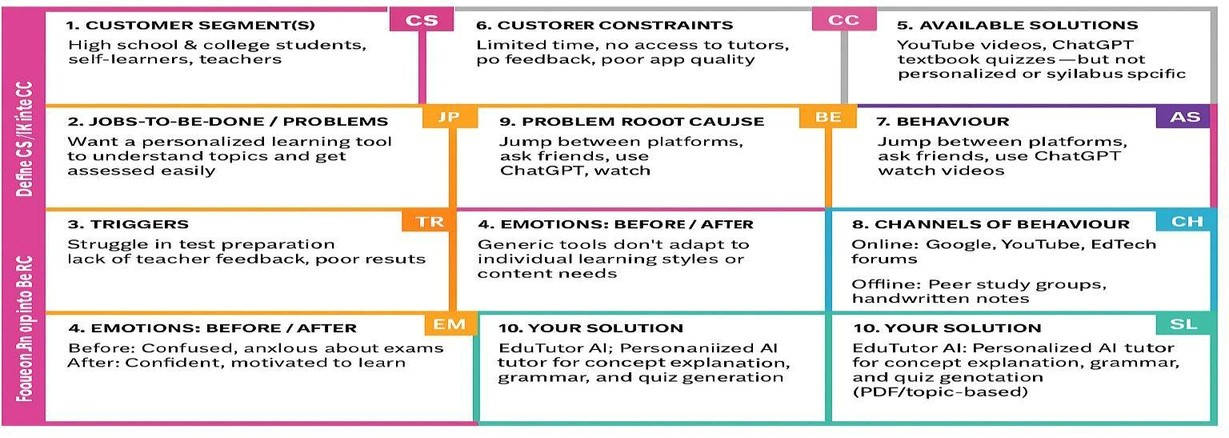 1. CUSTOMER SEGMENT(S)
CS
High school & college students,
self-learners, teachers
6. CUSTORER CONSTRAINTS
CC
Limited time, no access to tutors,
po feedback, poor app quality
5. AVAILABLE SOLUTIONS
YouTube videos, ChatGPT
textbook quizzes—but not
personalized or syilabus spcific
2. JOBS-TO-BE-DONE / PROBLEMS
JP
Want a personalized learning tool
to understand topics and get
assessed easily
9. PROBLEM ROO0T CAUJSE
BE
Jump between platforms,
ask friends, use
ChatGPT, watch
7. BEHAVIOUR
AS
Jump between platforms,
ask friends, use ChatGPT
watch videos
3. TRIGGERS
TR
Struggle in test preparation
lack of teacher feedback, poor resuts
4. EMOTIONS: BEFORE / AFTER
Generic tools don't adapt to
individual learning styles or
content needs
8. CHANNELS OF BEHAVIOUR
CH
Online: Google, YouTube, EdTech
forums
Offline: Peer study groups,
handwritten notes
4. EMOTIONS: BEFORE / AFTER
EM
Before: Confused, anxlous about exams
After: Confident, motivated to learn
10. YOUR SOLUTION
EduTutor AI; Personaniized AI
tutor for concept explanation,
grammar, and quiz generation
10. YOUR SOLUTION
SL
EduTutor AI: Personalized AI tutor
for concept explanation, grammar,
and quiz genotation
(PDF/topic-based)
Define CS
into Be RC